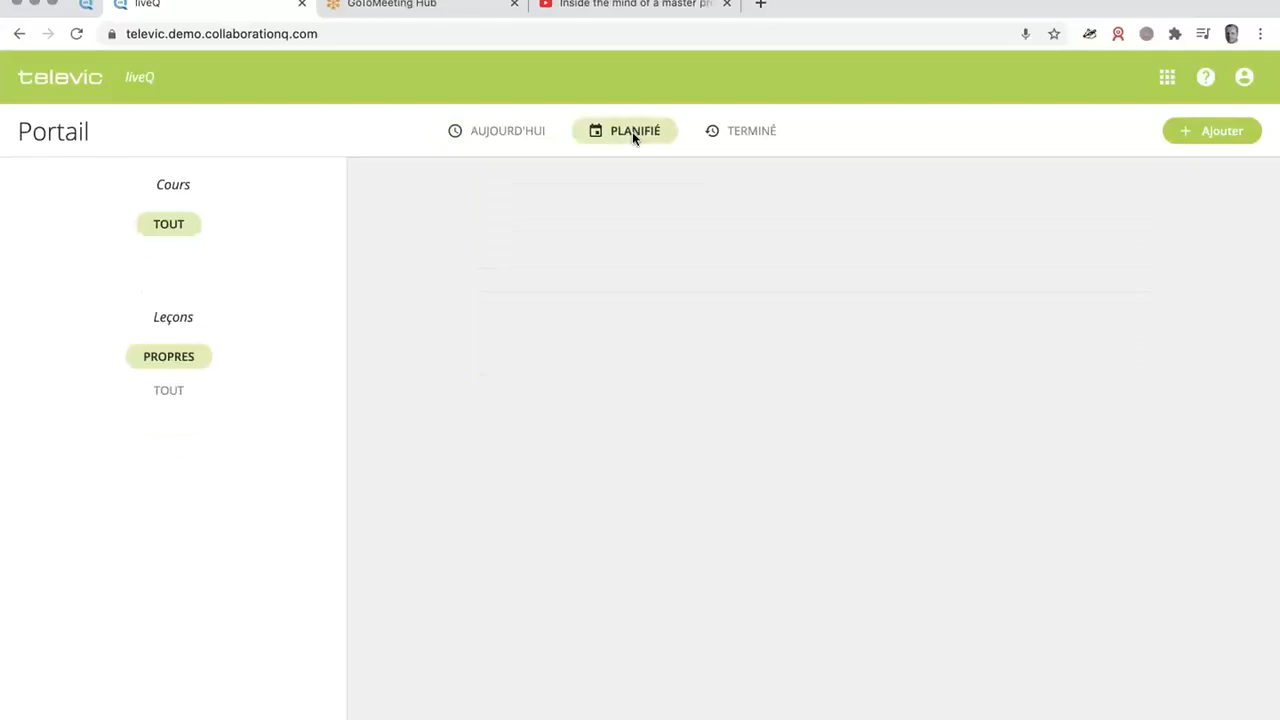 liveQ
GoToMeeting Hub
Inside the mind of a master pr
televic.demo.collaborationq.com
televic
liveQ
Portail
AUJOURD'HUI
PLANIFIÉ
TERMINÉ
Ajouter
Cours
TOUT
Leçons
PROPRES
TOUT